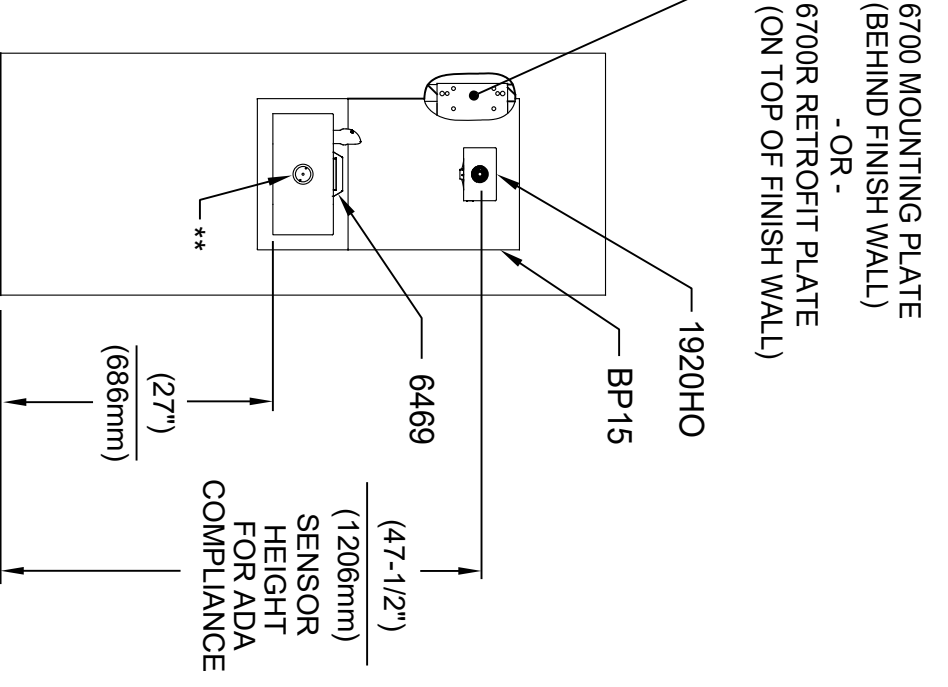 6700 MOUNTING PLATE
(BEHIND FINISH WALL)
- OR -
6700R RETROFIT PLATE
(ON TOP OF FINISH WALL)
1920HO
BP15
6469
**
(27")
(686mm)
(47-1/2")
(1206mm)
SENSOR
HEIGHT
FOR ADA
COMPLIANCE